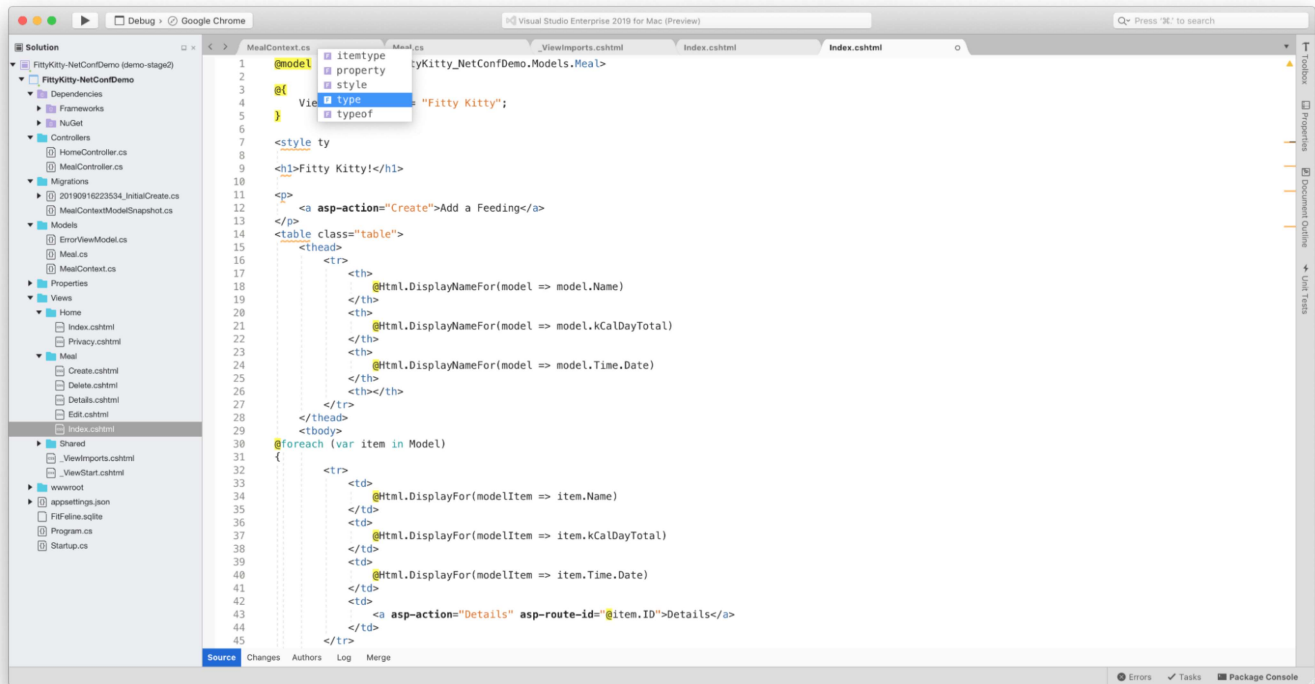 Debug › Google Chrome
Visual Studio Enterprise 2019 for Mac (Preview)
Press '⌘.' to search
Solution
FittyKitty-NetConfDemo (demo-stage2)
FittyKitty-NetConfDemo
Dependencies
Frameworks
NuGet
Controllers
HomeController.cs
MealController.cs
Migrations
20190916223534_InitialCreate.cs
MealContextModelSnapshot.cs
Models
ErrorViewModel.cs
Meal.cs
MealContext.cs
Properties
Views
Home
Index.cshtml
Privacy.cshtml
Meal
Create.cshtml
Delete.cshtml
Details.cshtml
Edit.cshtml
Index.cshtml
Shared
_ViewImports.cshtml
_ViewStart.cshtml
wwwroot
appsettings.json
FitFeline.sqlite
Program.cs
Startup.cs
MealContext.cs Meal.cs _ViewImports.cshtml Index.cshtml Index.cshtml
itemtype
property
style
type
typeof
1 @model tyKitty_NetConfDemo.Models.Meal>
2
3 @{
4 Vie = "Fitty Kitty";
5 }
6
7 <style ty
8
9 <h1>Fitty Kitty!</h1>
10
11 <p>
12 <a asp-action="Create">Add a Feeding</a>
13 </p>
14 <table class="table">
15 <thead>
16 <tr>
17 <th>
18 @Html.DisplayNameFor(model => model.Name)
19 </th>
20 <th>
21 @Html.DisplayNameFor(model => model.kCalDayTotal)
22 </th>
23 <th>
24 @Html.DisplayNameFor(model => model.Time.Date)
25 </th>
26 <th></th>
27 </tr>
28 </thead>
29 <tbody>
30 @foreach (var item in Model)
31 {
32 <tr>
33 <td>
34 @Html.DisplayFor(modelItem => item.Name)
35 </td>
36 <td>
37 @Html.DisplayFor(modelItem => item.kCalDayTotal)
38 </td>
39 <td>
40 @Html.DisplayFor(modelItem => item.Time.Date)
41 </td>
42 <td>
43 <a asp-action="Details" asp-route-id="@item.ID">Details</a>
44 </td>
45 </tr>
Source Changes Authors Log Merge
Toolbox
Properties
Document Outline
Unit Tests
Errors Tasks Package Console